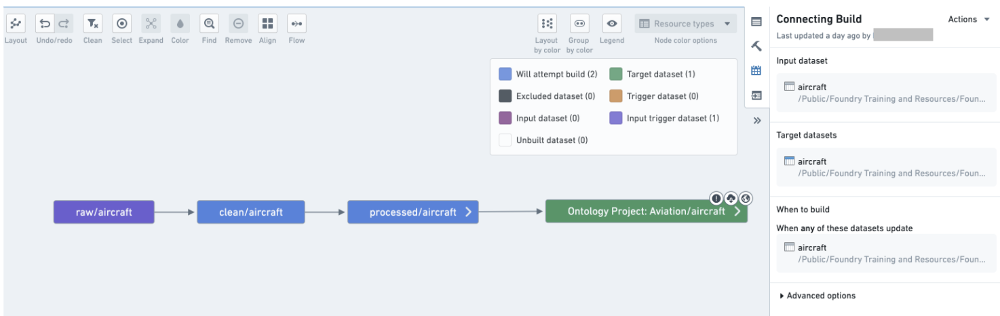 Layout
Undo/redo
Clean
Select
Expand
Color
Find
Remove
Align
Flow
Layout
by color
Group
by color
Legend
Resource types
Node color options
Will attempt build (2)
Target dataset (1)
Excluded dataset (0)
Trigger dataset (0)
Input dataset (0)
Input trigger dataset (1)
Unbuilt dataset (0)
raw/aircraft
clean/aircraft
processed/aircraft
Ontology Project: Aviation/aircraft
Connecting Build
Actions
Last updated a day ago by
Input dataset
aircraft
/Public/Foundry Training and Resources/Foun...
Target datasets
aircraft
/Public/Foundry Training and Resources/Foun...
When to build
When any of these datasets update
aircraft
/Public/Foundry Training and Resources/Foun...
Advanced options